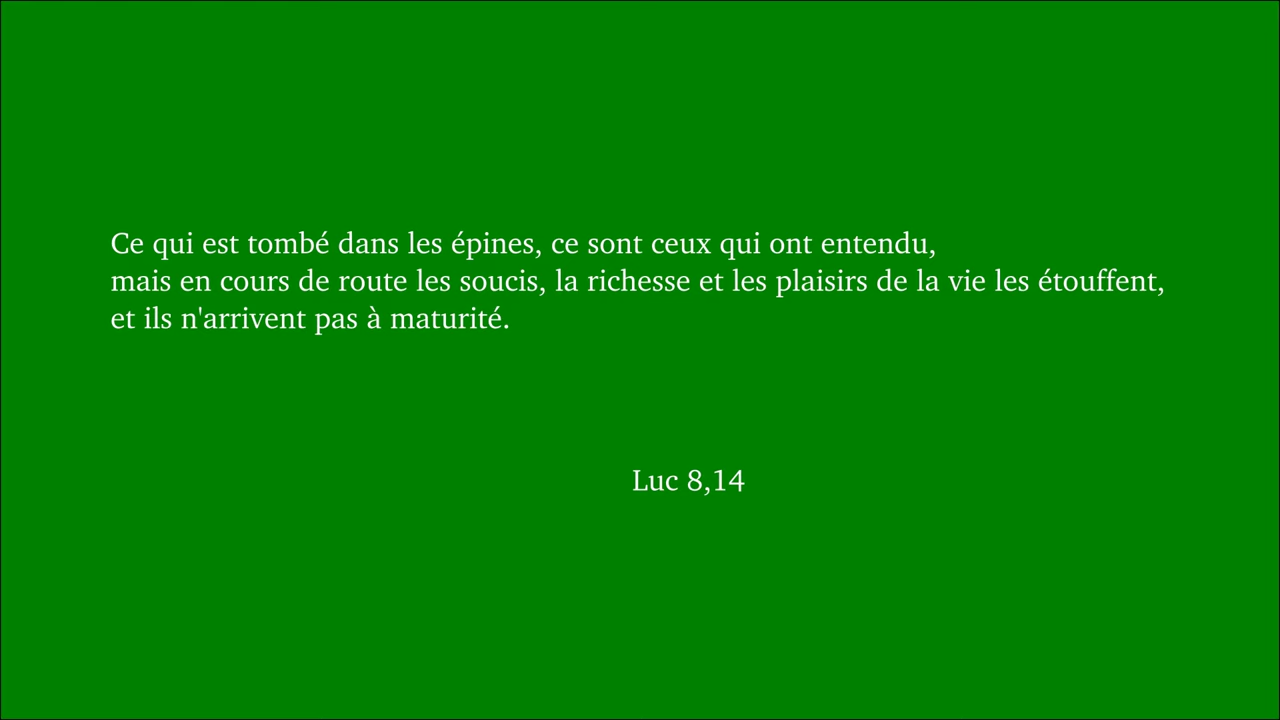 Ce qui est tombé dans les épines, ce sont ceux qui ont entendu,
mais en cours de route les soucis, la richesse et les plaisirs de la vie les étouffent,
et ils n'arrivent pas à maturité.
Luc 8,14